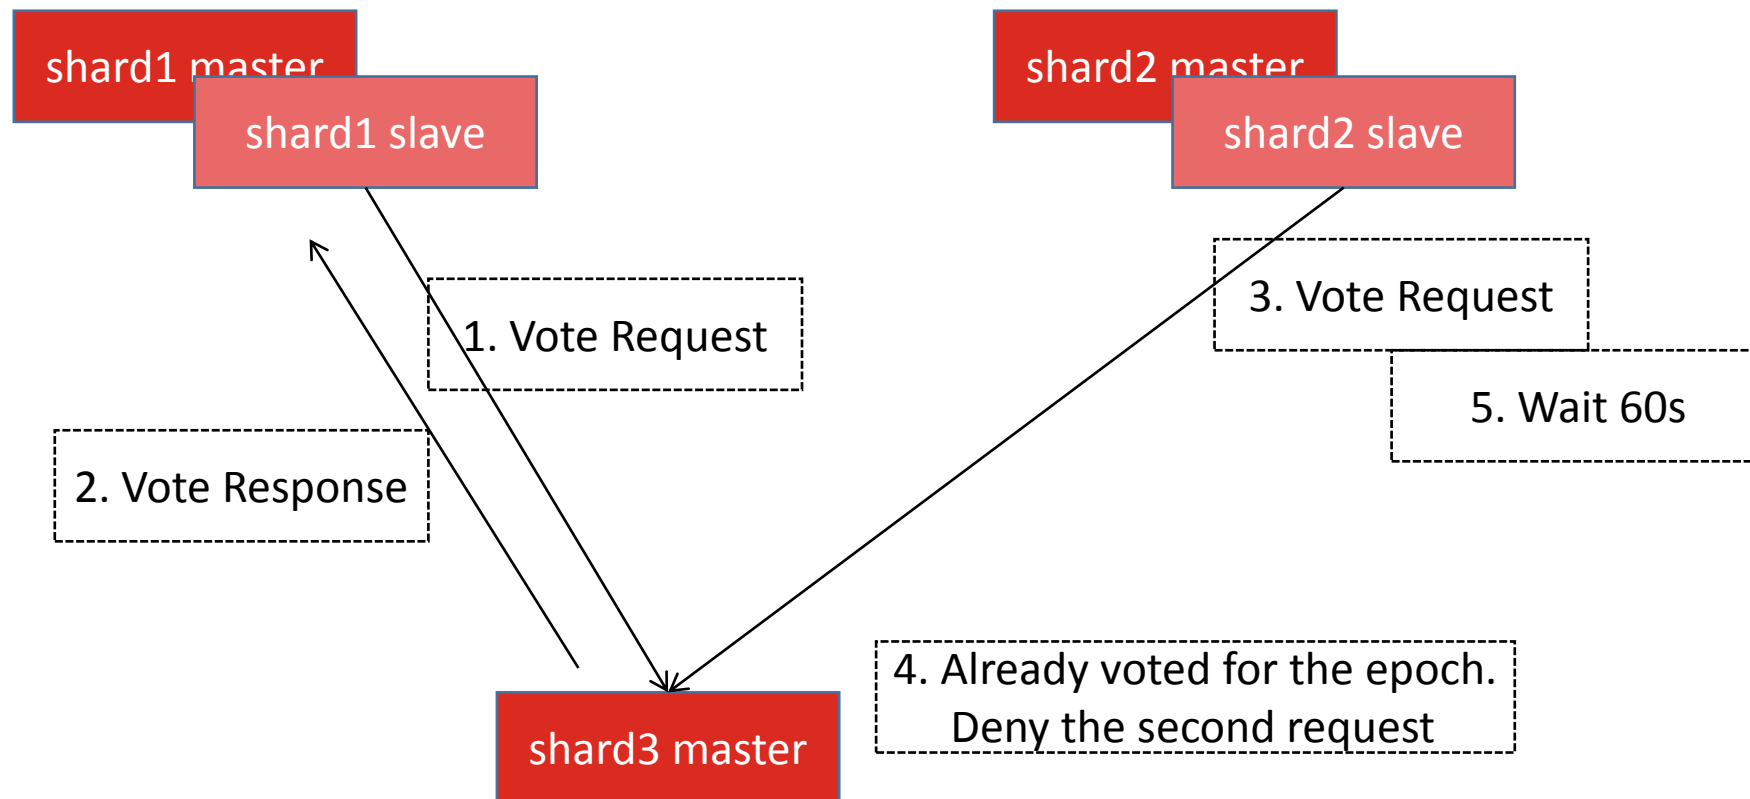 shard1 master
shard1 slave
shard2 master
shard2 slave
1. Vote Request
2. Vote Response
3. Vote Request
5. Wait 60s
4. Already voted for the epoch.
Deny the second request
shard3 master